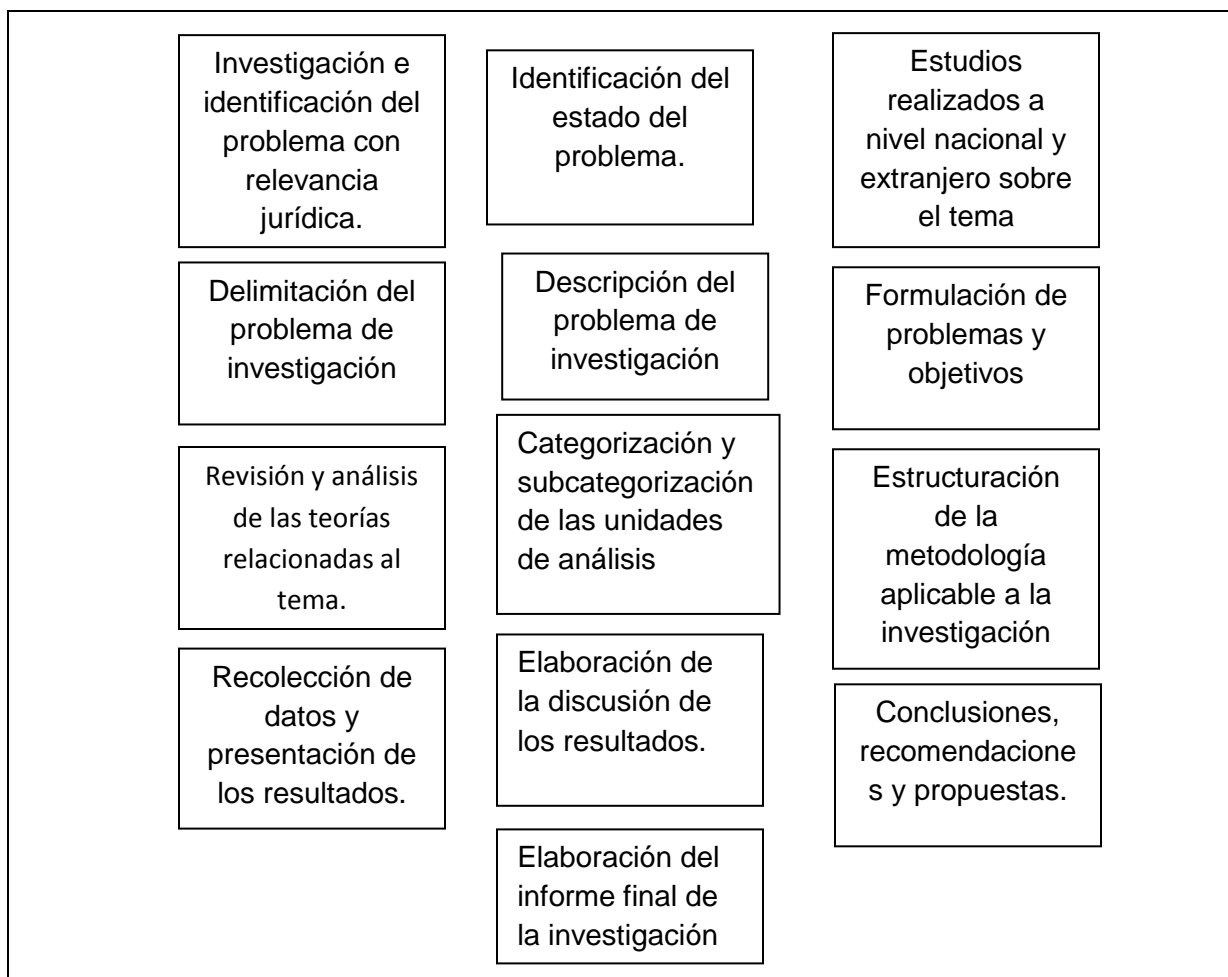 Investigación e
identificación del
problema con
relevancia
jurídica.
Identificación del
estado del
problema.
Estudios
realizados a
nivel nacional y
extranjero sobre
el tema
Delimitación del
problema de
investigación
Descripción del
problema de
investigación
Formulación de
problemas y
objetivos
Revisión y análisis
de las teorías
relacionadas al
tema.
Categorización y
subcategorización
de las unidades
de análisis
Estructuración
de la
metodología
aplicable a la
investigación
Recolección de
datos y
presentación de
los resultados.
Elaboración de
la discusión de
los resultados.
Conclusiones,
recomendacione
s y propuestas.
Elaboración del
informe final de
la investigación